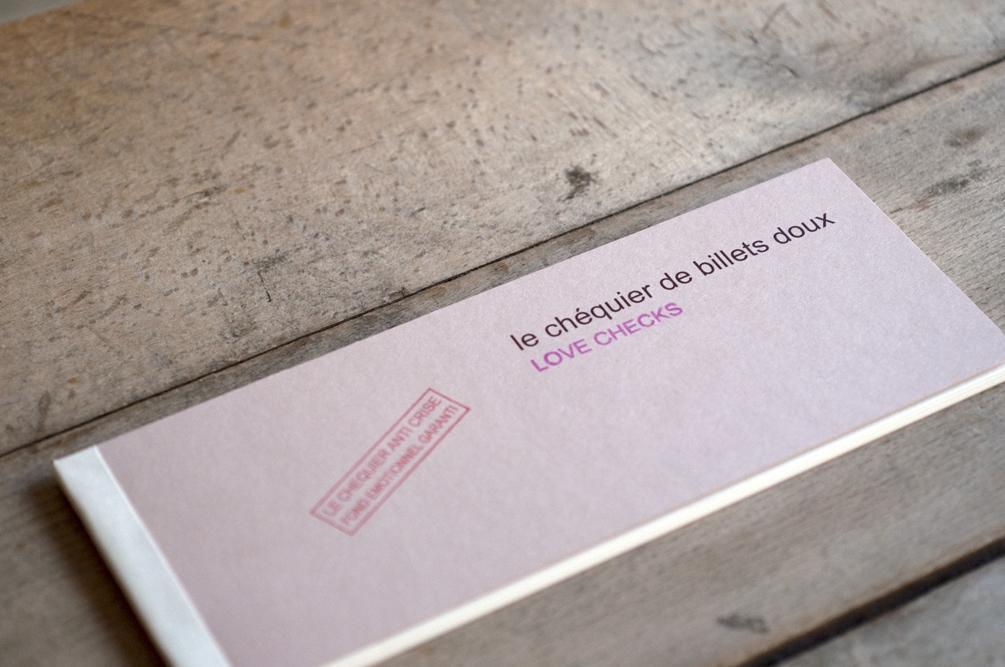 le chéquier de billets doux
LOVE CHECKS
LE CHEQUIER ANTI CRISE
FOND EMOTIONNEL GARANTI